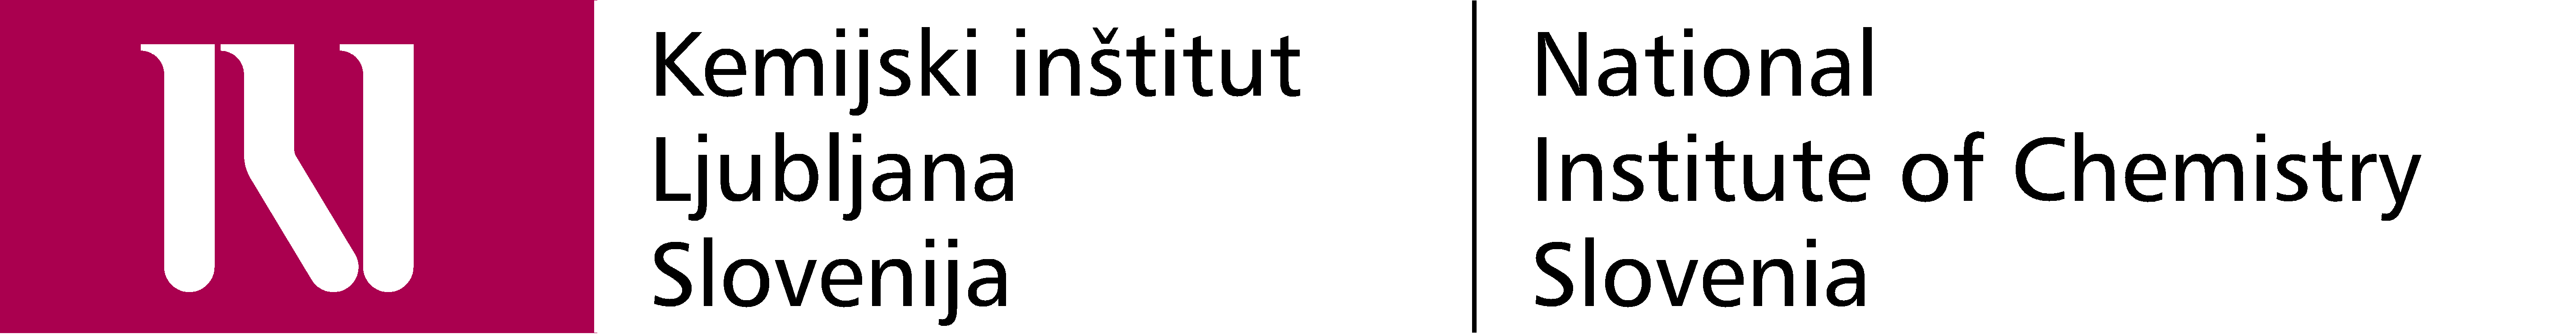 Kemijski inštitut
Ljubljana
Slovenija
National
Institute of Chemistry
Slovenia